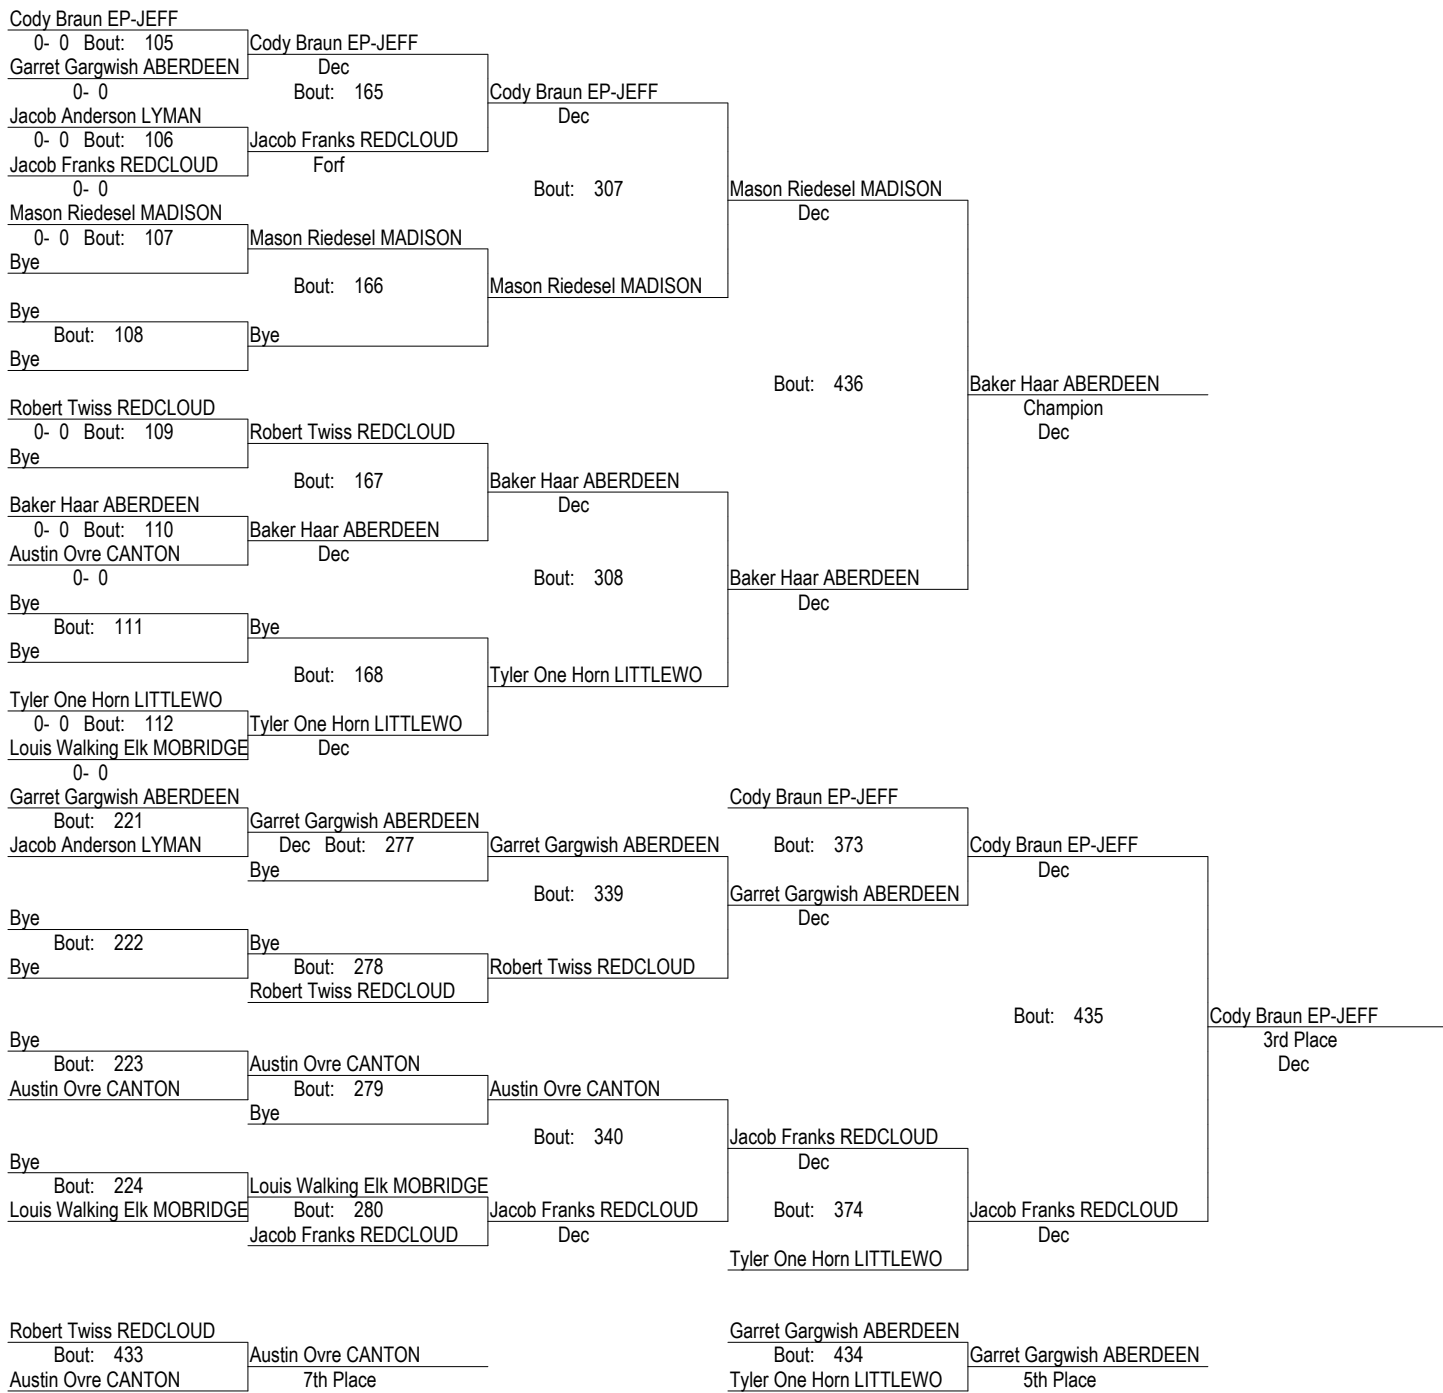 Cody Braun EP-JEFF
0- 0 Bout: 105
Cody Braun EP-JEFF
Garret Gargwish ABERDEEN
Dec
0- 0
Bout: 165
Cody Braun EP-JEFF
Jacob Anderson LYMAN
Dec
0- 0 Bout: 106
Jacob Franks REDCLOUD
Jacob Franks REDCLOUD
Forf
0- 0
Bout: 307
Mason Riedesel MADISON
Mason Riedesel MADISON
Dec
0- 0 Bout: 107
Mason Riedesel MADISON
Bye
Bout: 166
Mason Riedesel MADISON
Bye
Bout: 108
Bye
Bye
Bout: 436
Baker Haar ABERDEEN
Robert Twiss REDCLOUD
Champion
0- 0 Bout: 109
Robert Twiss REDCLOUD
Dec
Bye
Bout: 167
Baker Haar ABERDEEN
Baker Haar ABERDEEN
Dec
0- 0 Bout: 110
Baker Haar ABERDEEN
Austin Ovre CANTON
Dec
0- 0
Bout: 308
Baker Haar ABERDEEN
Bye
Dec
Bout: 111
Bye
Bye
Bout: 168
Tyler One Horn LITTLEWO
Tyler One Horn LITTLEWO
0- 0 Bout: 112
Tyler One Horn LITTLEWO
Louis Walking Elk MOBRIDGE
Dec
0- 0
Garret Gargwish ABERDEEN
Cody Braun EP-JEFF
Bout: 221
Garret Gargwish ABERDEEN
Jacob Anderson LYMAN
Dec Bout: 277
Garret Gargwish ABERDEEN
Bout: 373
Cody Braun EP-JEFF
Bye
Dec
Bout: 339
Garret Gargwish ABERDEEN
Bye
Dec
Bout: 222
Bye
Bye
Bout: 278
Robert Twiss REDCLOUD
Robert Twiss REDCLOUD
Bout: 435
Cody Braun EP-JEFF
Bye
3rd Place
Bout: 223
Austin Ovre CANTON
Dec
Austin Ovre CANTON
Bout: 279
Austin Ovre CANTON
Bye
Bout: 340
Jacob Franks REDCLOUD
Bye
Dec
Bout: 224
Louis Walking Elk MOBRIDGE
Louis Walking Elk MOBRIDGE
Bout: 280
Jacob Franks REDCLOUD
Bout: 374
Jacob Franks REDCLOUD
Jacob Franks REDCLOUD
Dec
Dec
Tyler One Horn LITTLEWO
Robert Twiss REDCLOUD
Garret Gargwish ABERDEEN
Bout: 433
Austin Ovre CANTON
Bout: 434
Garret Gargwish ABERDEEN
Austin Ovre CANTON
7th Place
Tyler One Horn LITTLEWO
5th Place